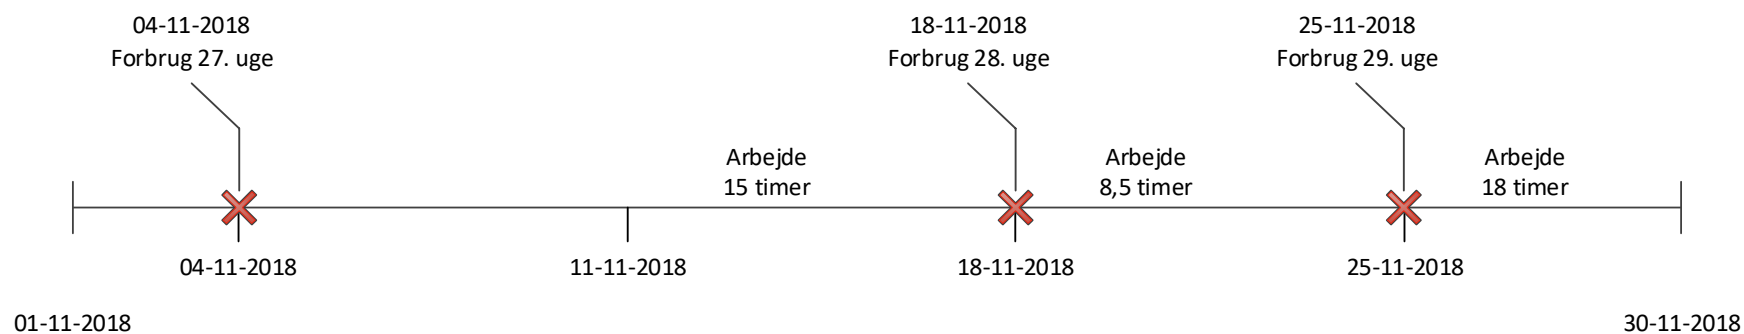 04-11-2018
Forbrug 27. uge
18-11-2018
Forbrug 28. uge
25-11-2018
Forbrug 29. uge
Arbejde
15 timer
Arbejde
8,5 timer
Arbejde
18 timer
04-11-2018
11-11-2018
18-11-2018
25-11-2018
01-11-2018
30-11-2018